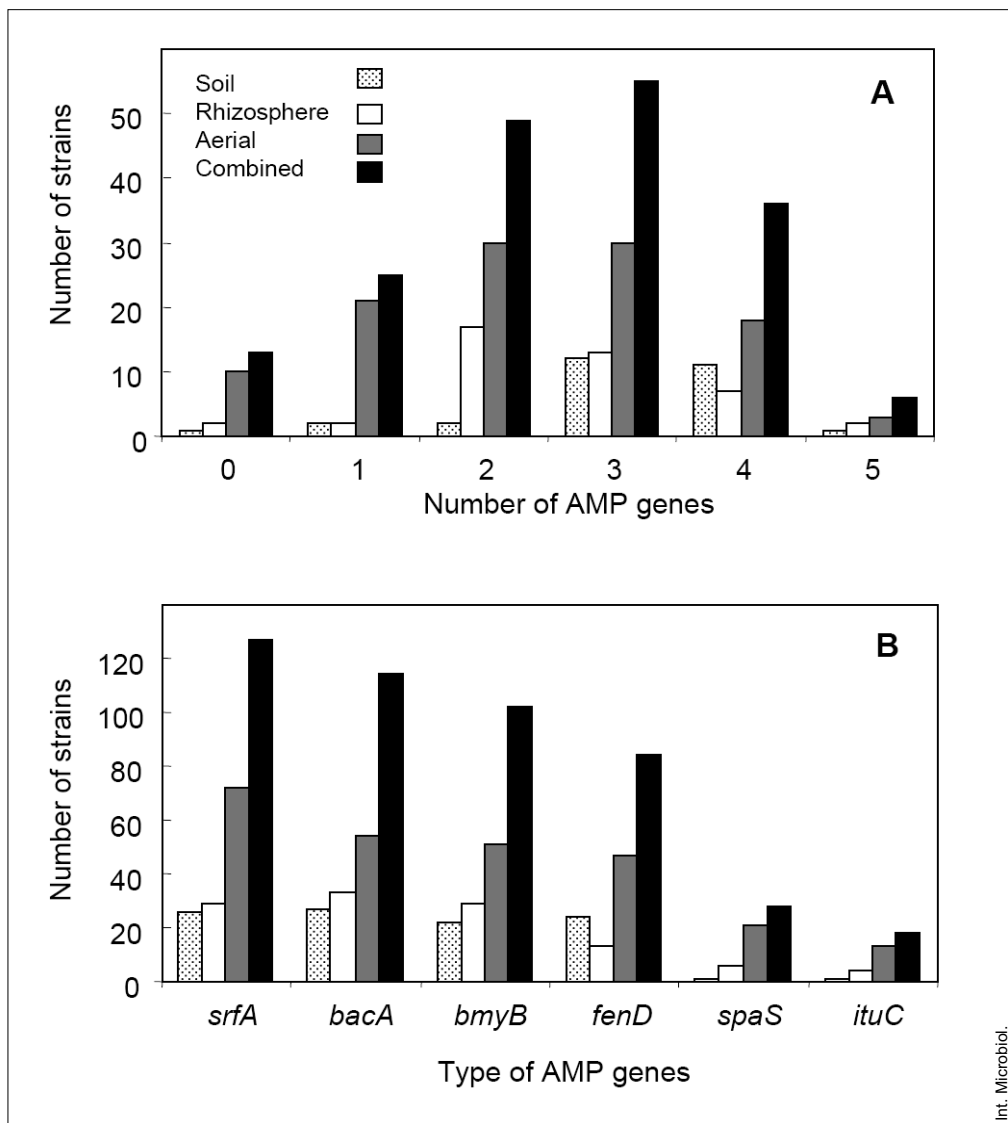 A
Soil
Rhizosphere
Aerial
Combined
Number of strains
50
40
30
20
10
0
0 1 2 3 4 5
Number of AMP genes
B
Number of strains
120
100
80
60
40
20
0
srfA bacA bmyB fenD spaS ituC
Type of AMP genes
Int. Microbiol.